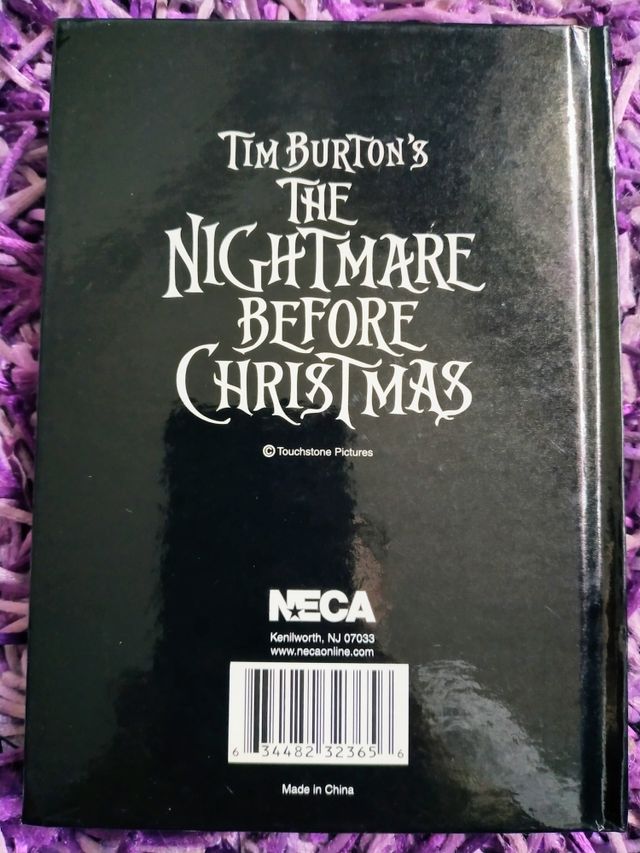 TIM BURTON'S
THE
NIGHTMARE
BEFORE
CHRISTMAS
© Touchstone Pictures
NECA
Kenilworth, NJ 07033
www.necaonline.com
6 34482 32365 6
Made in China